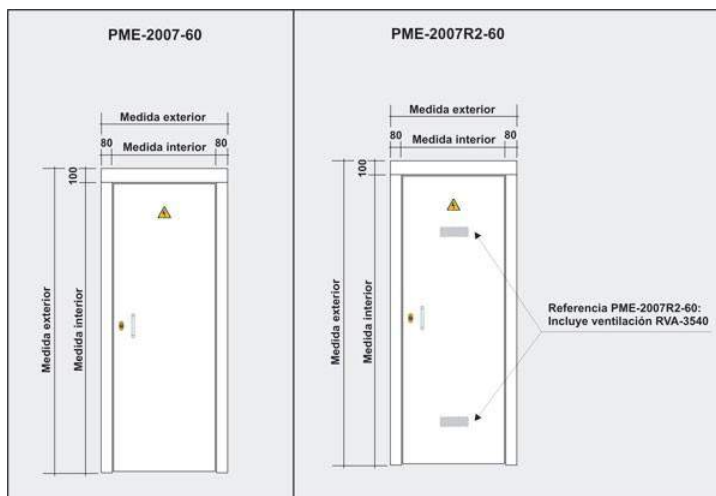 PME-2007-60
Medida exterior
80
Medida interior
80
100
Medida exterior
Medida interior
PME-2007R2-60
Medida exterior
80
Medida interior
80
100
Medida exterior
Medida interior
Referencia PME-2007R2-60:
Incluye ventilación RVA-3540